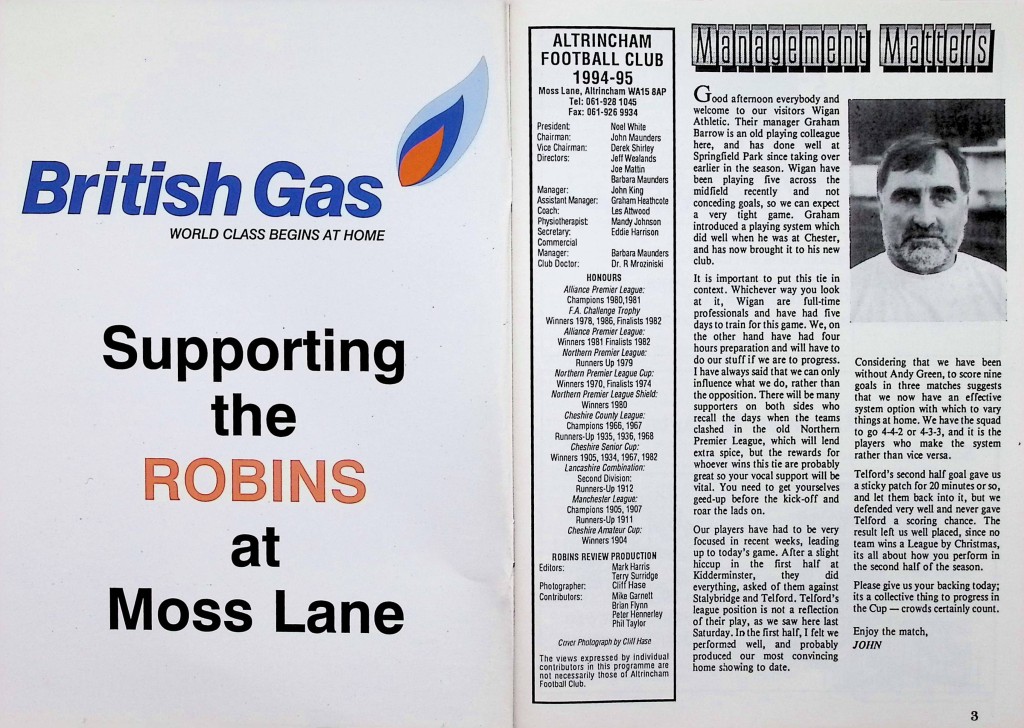 British Gas
WORLD CLASS BEGINS AT HOME
Supporting
the
ROBINS
at
Moss Lane
ALTRINCHAM
FOOTBALL CLUB
1994-95
Moss Lane, Altrincham WA15 8AP
Tel: 061-928 1045
Fax: 061-926 9934
President: Noel White
Chairman: John Maunders
Vice Chairman: Derek Shirley
Directors: Jeff Wealands
Joe Mattin
Barbara Maunders
Manager: John King
Assistant Manager: Graham Heathcote
Coach: Les Attwood
Physiotherapist: Mandy Johnson
Secretary: Eddie Harrison
Commercial
Manager: Barbara Maunders
Club Doctor: Dr. R Mroziniski
HONOURS
Alliance Premier League:
Champions 1980,1981
F.A. Challenge Trophy
Winners 1978, 1986, Finalists 1982
Alliance Premier League:
Winners 1981 Finalists 1982
Northern Premier League:
Runners Up 1979
Northern Premier League Cup:
Winners 1970, Finalists 1974
Northern Premier League Shield:
Winners 1980
Cheshire County League:
Champions 1966, 1967
Runners-Up 1935, 1936, 1968
Cheshire Senior Cup:
Winners 1905, 1934, 1967, 1982
Lancashire Combination:
Second Division:
Runners-Up 1912
Manchester League:
Champions 1905, 1907
Runners-Up 1911
Cheshire Amateur Cup:
Winners 1904
ROBINS REVIEW PRODUCTION
Editors: Mark Harris
Terry Surridge
Photographer: Cliff Hase
Contributors: Mike Garnett
Brian Flynn
Peter Hennerley
Phil Taylor
Cover Photograph by Cliff Hase
The views expressed by individual
contributors in this programme are
not necessarily those of Altrincham
Football Club.
Management Matters
Good afternoon everybody and
welcome to our visitors Wigan
Athletic. Their manager Graham
Barrow is an old playing colleague
here, and has done well at
Springfield Park since taking over
earlier in the season. Wigan have
been playing five across the
midfield recently and not
conceding goals, so we can expect
a very tight game. Graham
introduced a playing system which
did well when he was at Chester,
and has now brought it to his new
club.
It is important to put this tie in
context. Whichever way you look
at it, Wigan are full-time
professionals and have had five
days to train for this game. We, on
the other hand have had four
hours preparation and will have to
do our stuff if we are to progress.
I have always said that we can only
influence what we do, rather than
the opposition. There will be many
supporters on both sides who
recall the days when the teams
clashed in the old Northern
Premier League, which will lend
extra spice, but the rewards for
whoever wins this tie are probably
great so your vocal support will be
vital. You need to get yourselves
geed-up before the kick-off and
roar the lads on.
Our players have had to be very
focused in recent weeks, leading
up to today's game. After a slight
hiccup in the first half at
Kidderminster, they did
everything, asked of them against
Stalybridge and Telford. Telford's
league position is not a reflection
of their play, as we saw here last
Saturday. In the first half, I felt we
performed well, and probably
produced our most convincing
home showing to date.
Considering that we have been
without Andy Green, to score nine
goals in three matches suggests
that we now have an effective
system option with which to vary
things at home. We have the squad
to go 4-4-2 or 4-3-3, and it is the
players who make the system
rather than vice versa.
Telford's second half goal gave us
a sticky patch for 20 minutes or so,
and let them back into it, but we
defended very well and never gave
Telford a scoring chance. The
result left us well placed, since no
team wins a League by Christmas,
its all about how you perform in
the second half of the season.
Please give us your backing today;
its a collective thing to progress in
the Cup — crowds certainly count.
Enjoy the match,
JOHN
3